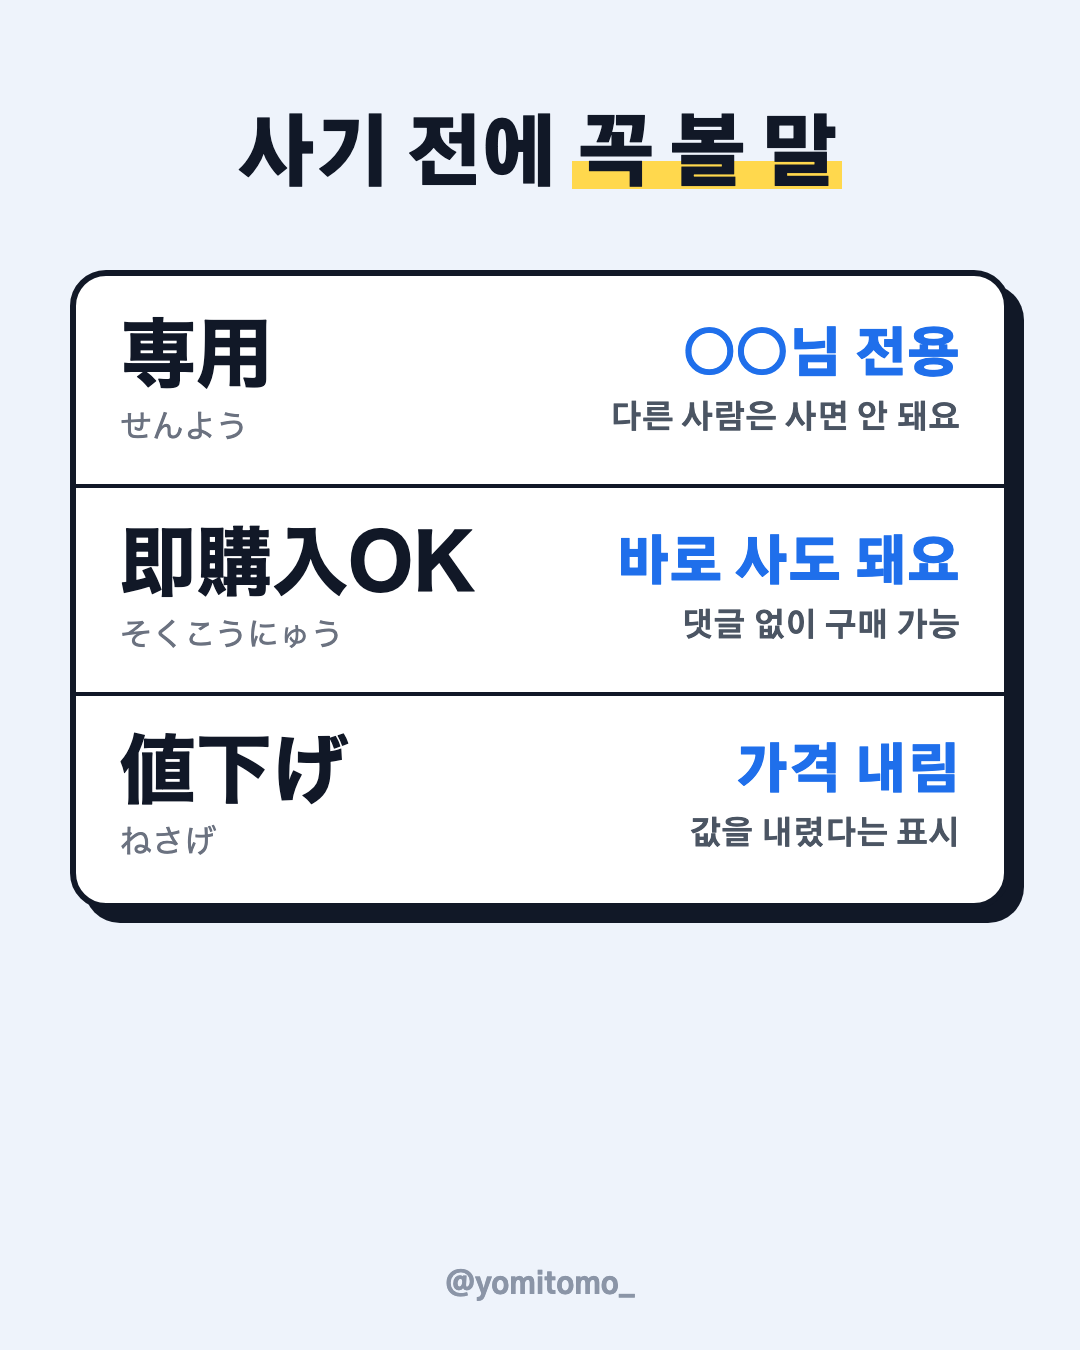 사기 전에 꼭 볼 말
専用
せんよう
〇〇님 전용
다른 사람은 사면 안 돼요
即購入OK
そくこうにゅう
바로 사도 돼요
댓글 없이 구매 가능
値下げ
ねさげ
가격 내림
값을 내렸다는 표시
@yomitomo_